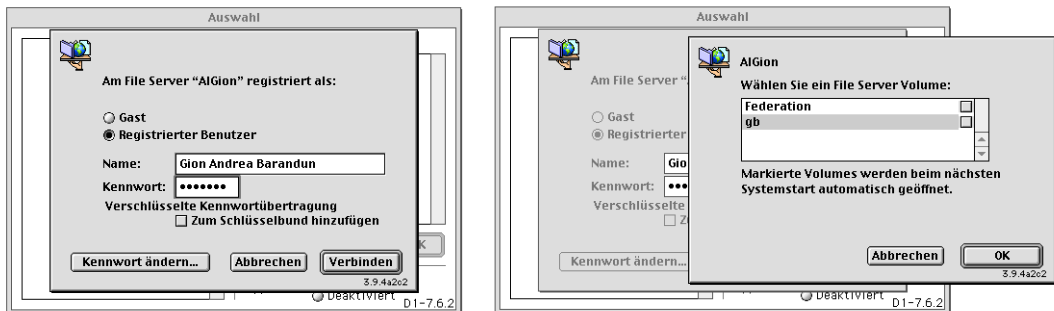 Auswahl
Am File Server “AlGion” registriert als:
Gast
Registrierter Benutzer
Name: Gion Andrea Barandun
Kennwort: •••••••
Verschlüsselte Kennwortübertragung
Zum Schlüsselbund hinzufügen
Kennwort ändern... Abbrechen Verbinden
3.9.4a2c2
Deaktiviert
D1-7.6.2
Auswahl
Am File Server “
Gast
Registrierter
Name: Gio
Kennwort: •••
Verschlüsselte
Kennwort ändern...
AlGion
Wählen Sie ein File Server Volume:
Federation
gb
Markierte Volumes werden beim nächsten
Systemstart automatisch geöffnet.
Abbrechen OK
3.9.4a2c2
Deaktiviert
D1-7.6.2